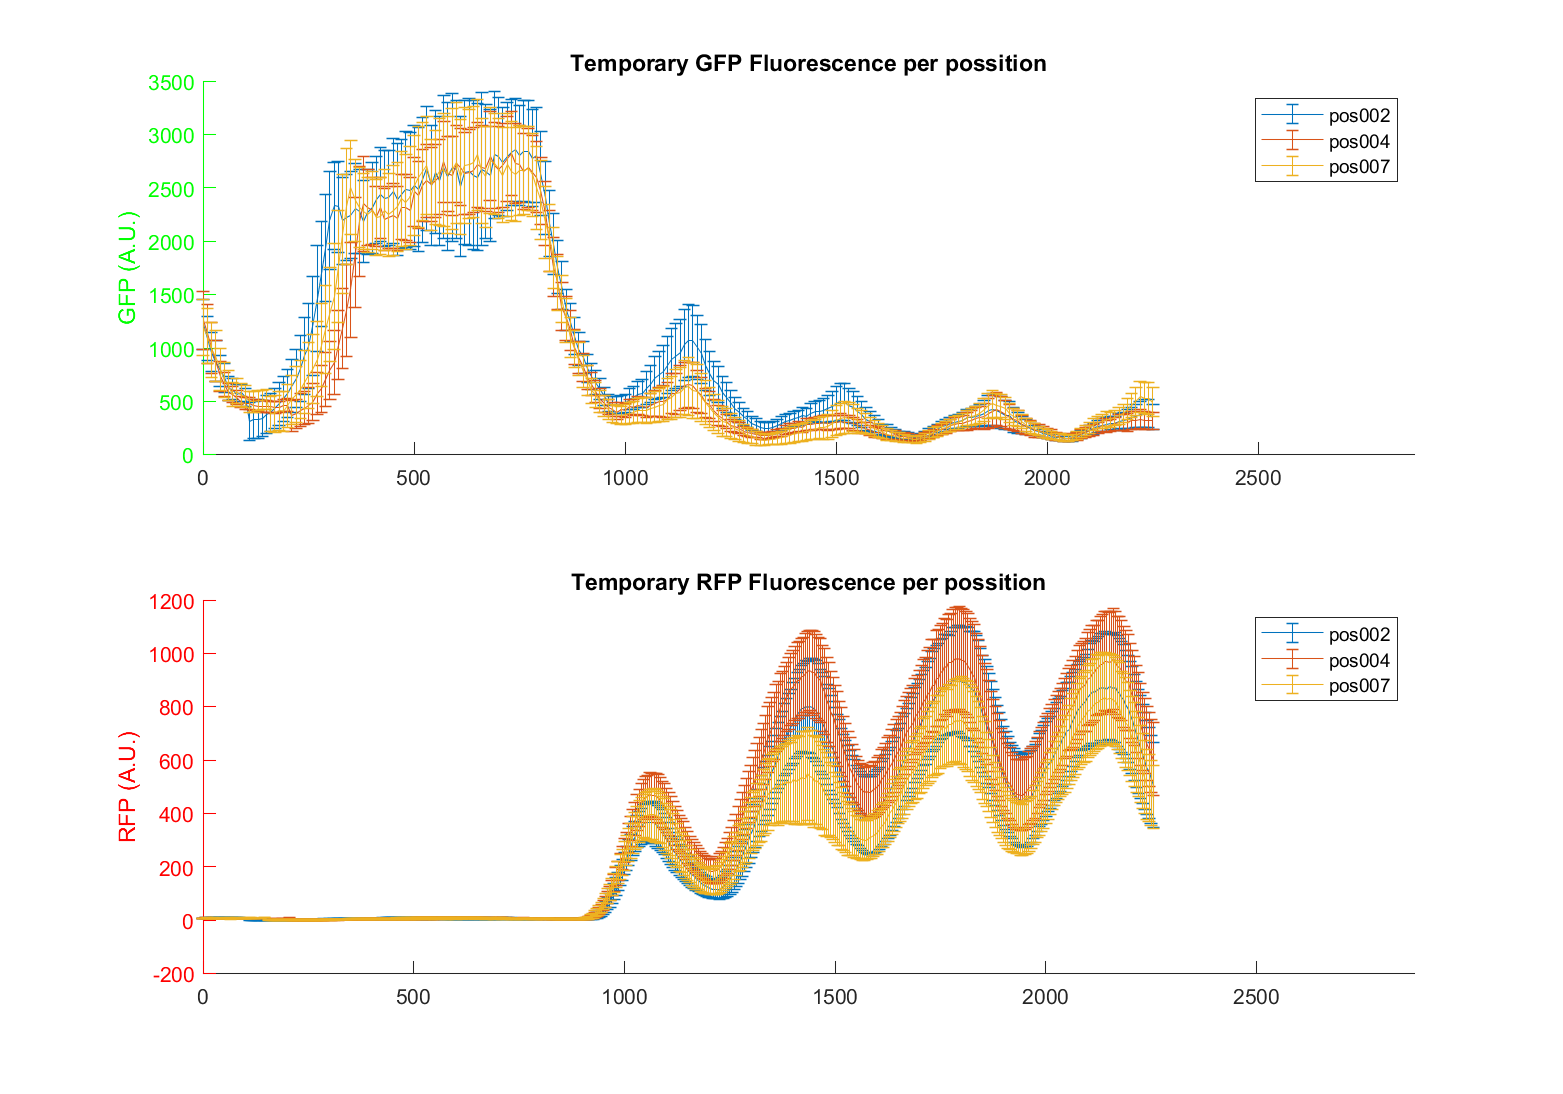 Temporary GFP Fluorescence per possition
3500
3000
2500
2000
1500
1000
500
0
GFP (A.U.)
0 500 1000 1500 2000 2500
pos002
pos004
pos007
Temporary RFP Fluorescence per possition
1200
1000
800
600
400
200
0
-200
RFP (A.U.)
0 500 1000 1500 2000 2500
pos002
pos004
pos007